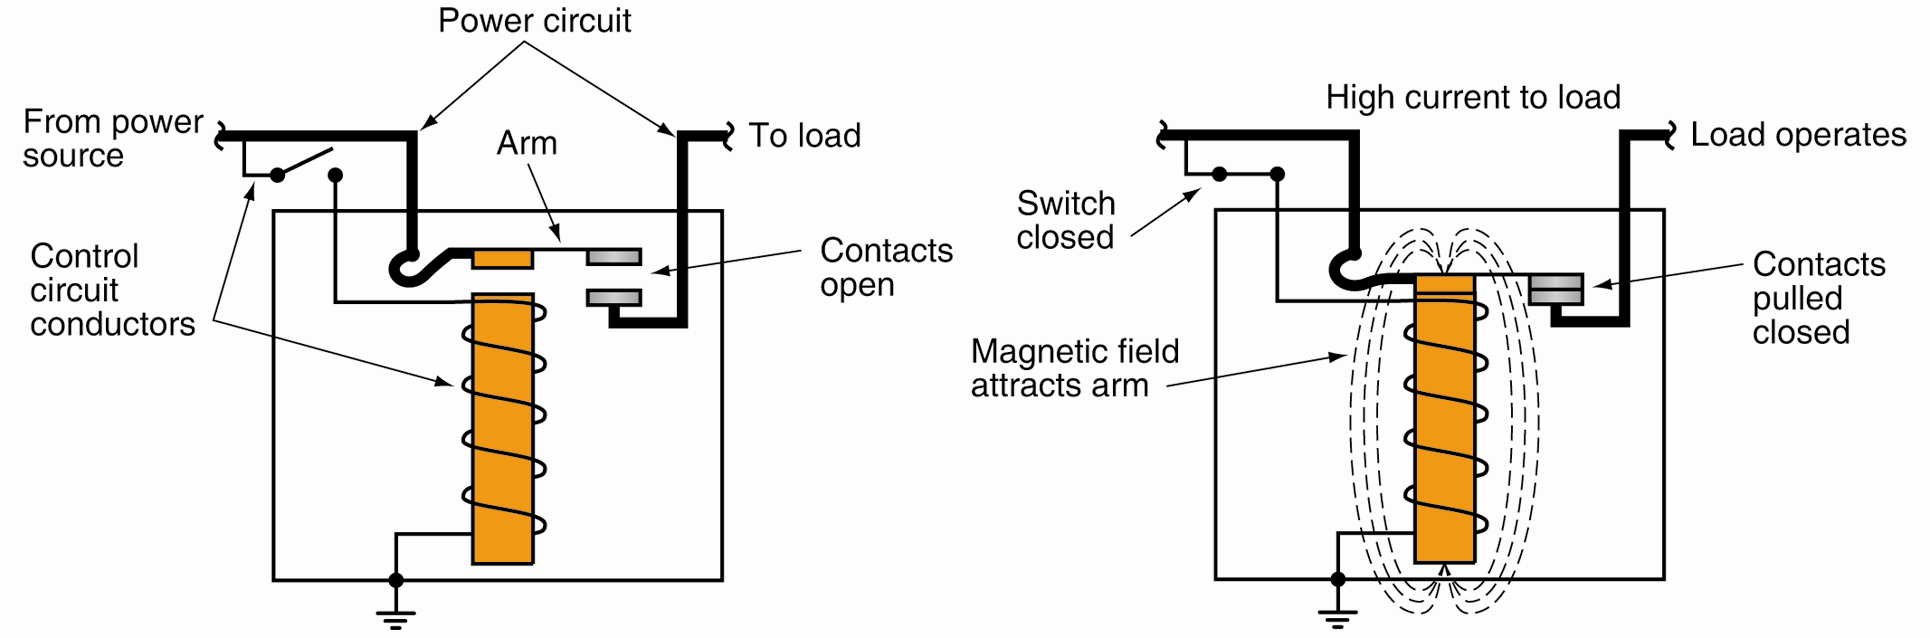 Power circuit
From power
source
Arm
To load
Control
circuit
conductors
Contacts
open
High current to load
Load operates
Switch
closed
Contacts
pulled
closed
Magnetic field
attracts arm